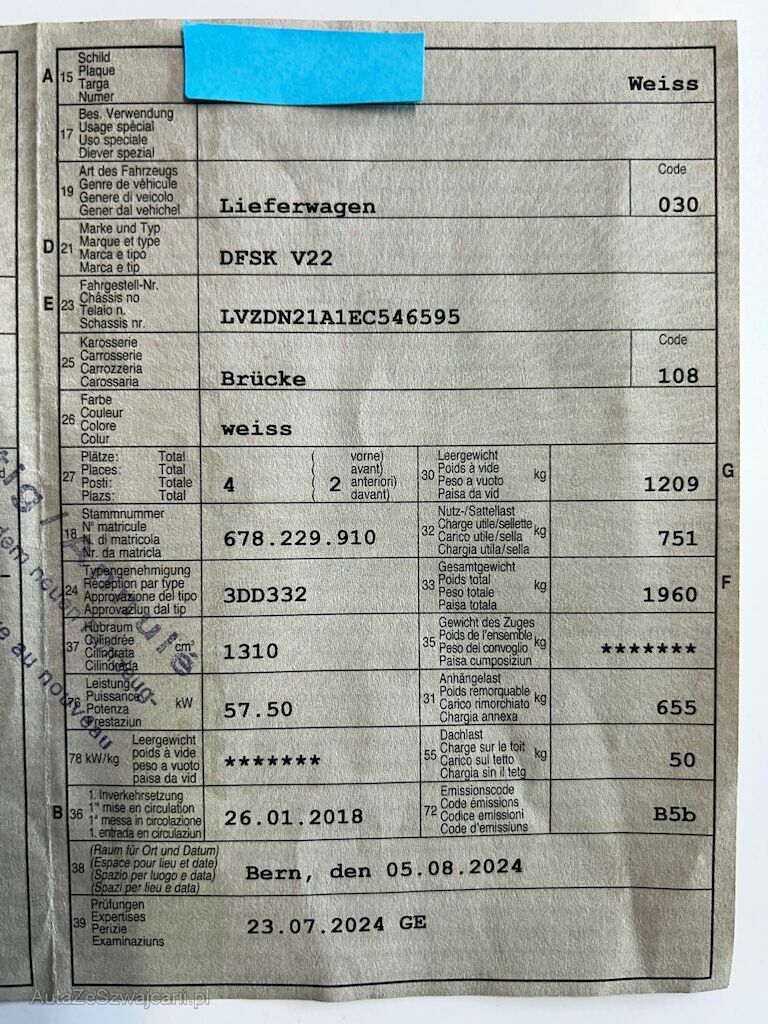 A 15 Schild
Plaque
Targa
Numer
Weiss
17 Bes. Verwendung
Usage spécial
Uso speciale
Diever spezial
19 Art des Fahrzeugs
Genre de véhicule
Genere di veicolo
Gener dal vehichel
Lieferwagen
Code
030
D 21 Marke und Typ
Marque et type
Marca e tipo
Marca e tip
DFSK V22
E 23 Fahrgestell-Nr.
Châssis no
Telaio n.
Schassis nr.
LVZDN21A1EC546595
25 Karosserie
Carrosserie
Carrozzeria
Carossaria
Brücke
Code
108
26 Farbe
Couleur
Colore
Colur
weiss
27 Plätze: Total
Places: Total
Posti: Totale
Plazs: Total
4
( vorne)
( avant)
( 2 anteriori)
( davant)
30 Leergewicht
Poids à vide
Peso a vuoto
Paisa da vid
kg
1209
G
18 Stammnummer
N° matricule
N. di matricola
Nr. da matricla
678.229.910
32 Nutz-/Sattellast
Charge utile/sellette
Carico utile/sella
Chargia utila/sella
kg
751
24 Typengenehmigung
Réception par type
Approvazione del tipo
Approvaziun dal tip
3DD332
33 Gesamtgewicht
Poids total
Peso totale
Paisa totala
kg
1960
F
37 Hubraum
Cylindrée
Cilindrata
Cilindrada
cm³
1310
35 Gewicht des Zuges
Poids de l'ensemble
Peso del convoglio
Paisa cumposiziun
kg
*******
76 Leistung
Puissance
Potenza
Prestaziun
kW
57.50
31 Anhängelast
Poids remorquable
Carico rimorchiato
Chargia annexa
kg
655
78 kW/kg Leergewicht
poids à vide
peso a vuoto
paisa da vid
*******
55 Dachlast
Charge sur le toit
Carico sul tetto
Chargia sin il tetg
kg
50
B 36 1. Inverkehrsetzung
1re mise en circulation
1a messa in circolazione
1. entrada en circulaziun
26.01.2018
72 Emissionscode
Code émissions
Codice emissioni
Code d'emissiuns
B5b
38 (Raum für Ort und Datum)
(Espace pour lieu et date)
(Spazio per luogo e data)
(Spazi per lieu e data)
Bern, den 05.08.2024
39 Prüfungen
Expertises
Perizie
Examinaziuns
23.07.2024 GE
au nouveau
AutaZeSzwajcarii.pl